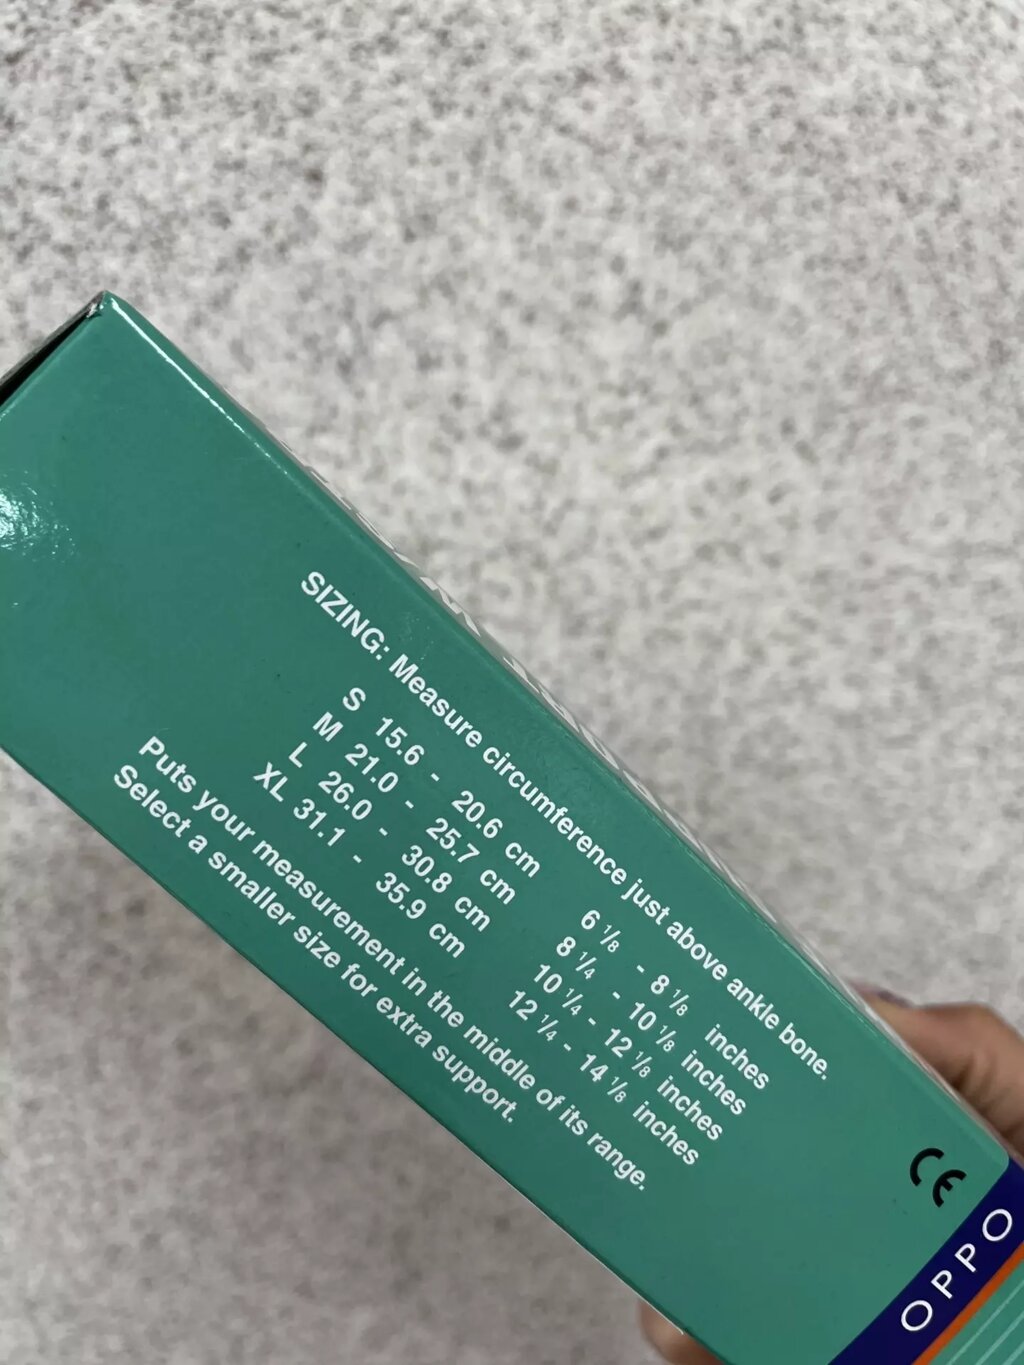 SIZING: Measure circumference just above ankle bone.
S 15.6 - 20.6 cm 6 1/8 - 8 1/8 inches
M 21.0 - 25.7 cm 8 1/4 - 10 1/8 inches
L 26.0 - 30.8 cm 10 1/4 - 12 1/8 inches
XL 31.1 - 35.9 cm 12 1/4 - 14 1/8 inches
Puts your measurement in the middle of its range.
Select a smaller size for extra support.
CE
OPPO